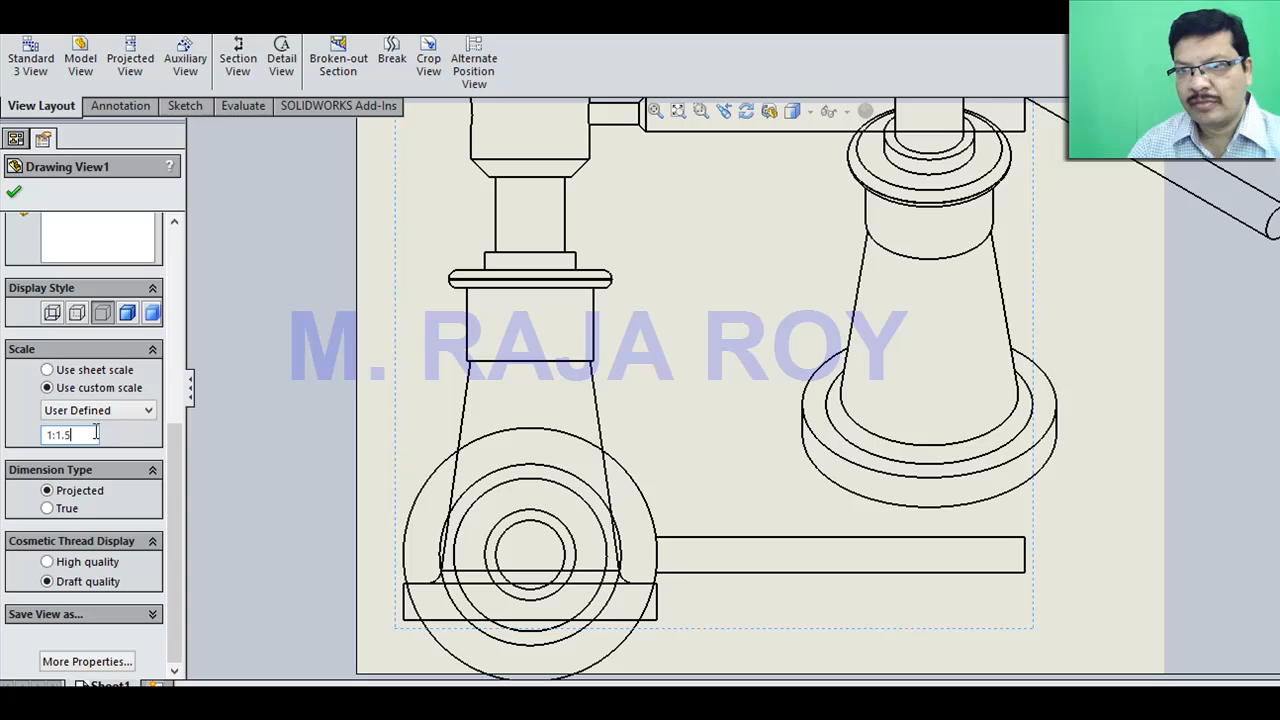 Standard
3 View
Model
View
Projected
View
Auxiliary
View
Section
View
Detail
View
Broken-out
Section
Break
Crop
View
Alternate
Position
View
View Layout
Annotation
Sketch
Evaluate
SOLIDWORKS Add-Ins
Drawing View1
?
Display Style
Scale
Use sheet scale
Use custom scale
User Defined
1:1.5
Dimension Type
Projected
True
Cosmetic Thread Display
High quality
Draft quality
Save View as...
More Properties...
Sheet1
M. RAJA ROY